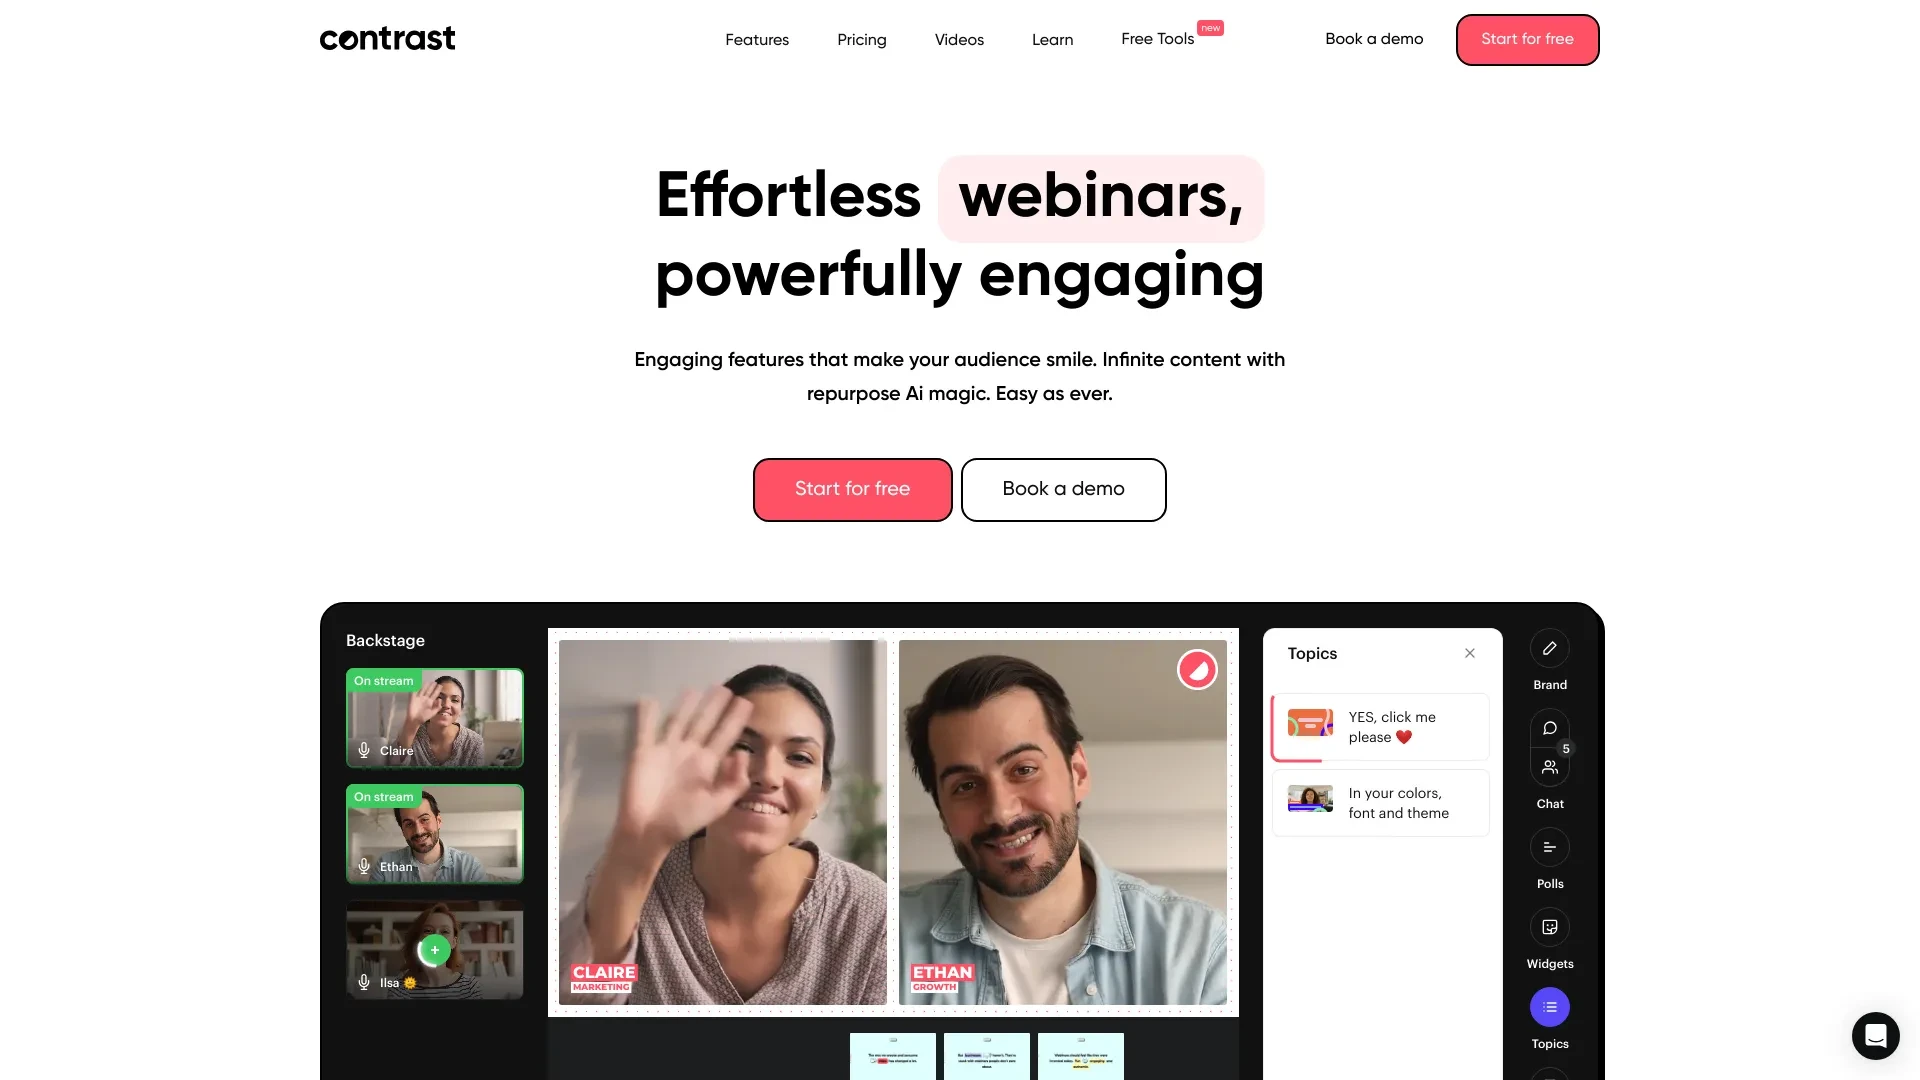 contrast
Features
Pricing
Videos
Learn
Free Tools
new
Book a demo
Start for free
Effortless webinars,
powerfully engaging
Engaging features that make your audience smile. Infinite content with
repurpose Ai magic. Easy as ever.
Start for free
Book a demo
Backstage
On stream
Claire
On stream
Ethan
Ilsa 🌞
CLAIRE
MARKETING
ETHAN
GROWTH
Topics
YES, click me
please ❤️
In your colors,
font and theme
Brand
5
Chat
Polls
Widgets
Topics